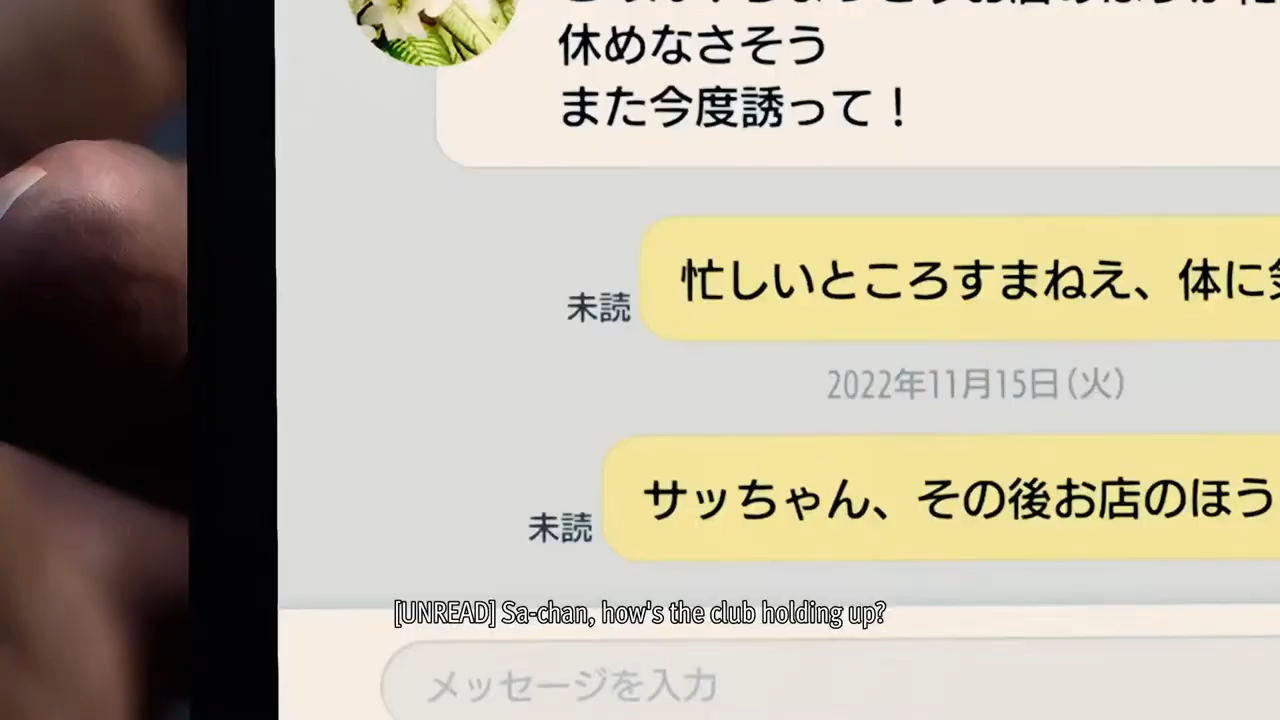 休めなさそう
また今度誘って！
忙しいところすまねえ、体に
未読
2022年11月15日(火)
サッちゃん、その後お店のほう
未読
[UNREAD] Sa-chan, how's the club holding up?
メッセージを入力